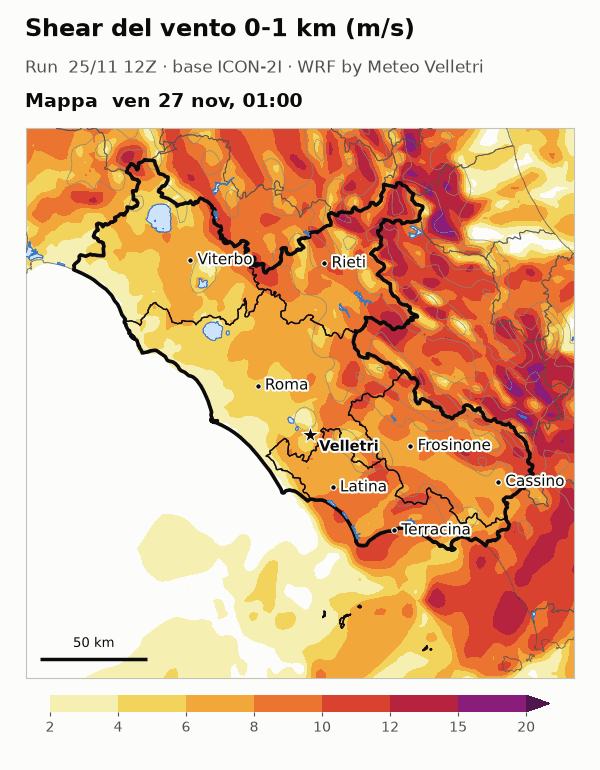 Shear del vento 0-1 km (m/s)
Run  25/11 12Z · base ICON-2I · WRF by Meteo Velletri
Mappa  ven 27 nov, 01:00
Viterbo
Rieti
Roma
Velletri
Frosinone
Latina
Cassino
Terracina
50 km
2 4 6 8 10 12 15 20